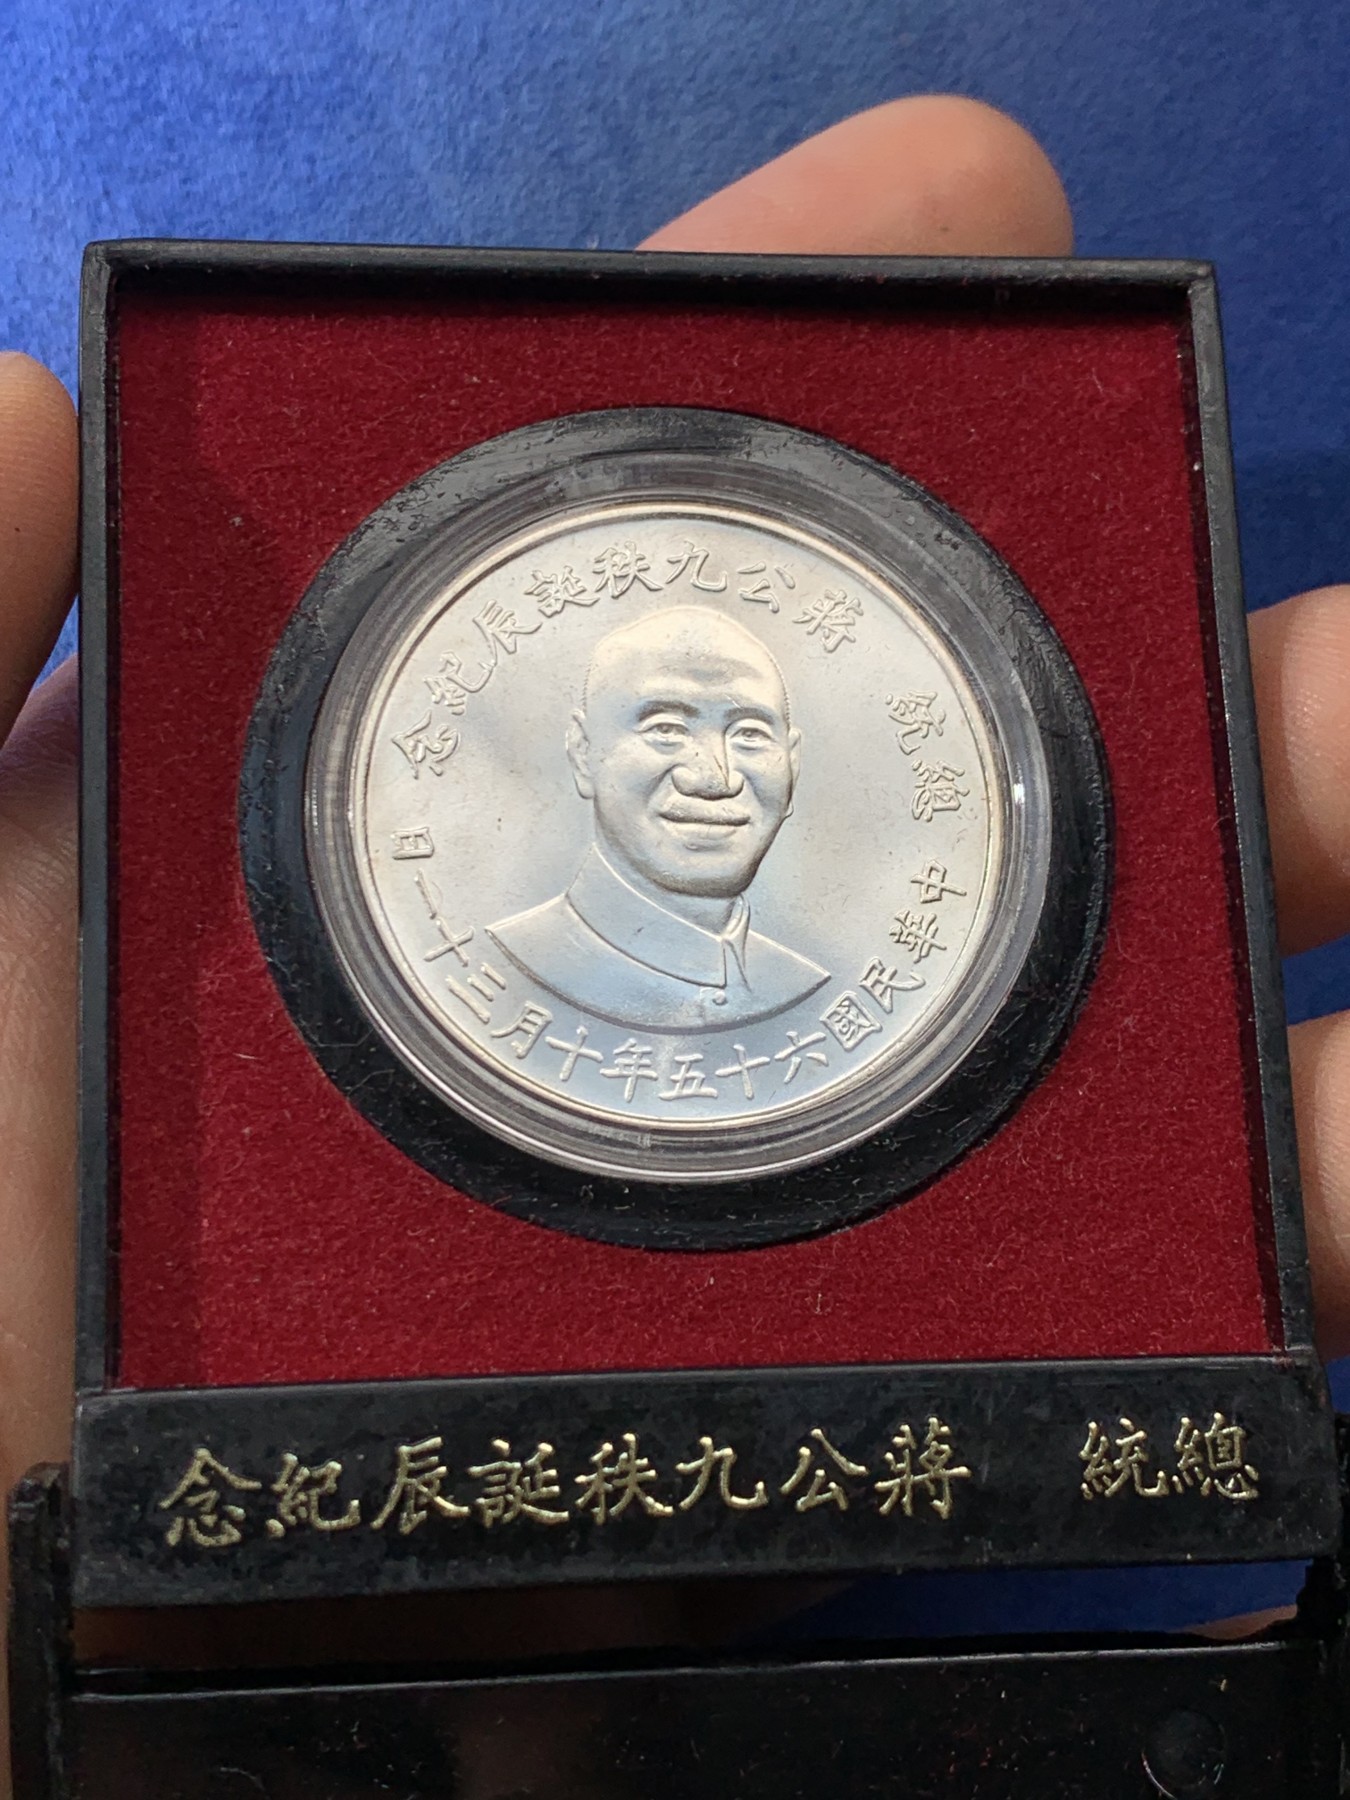 總統　蔣公九秩誕辰紀念
中華民國六十五年十月三十一日
總統　蔣公九秩誕辰紀念